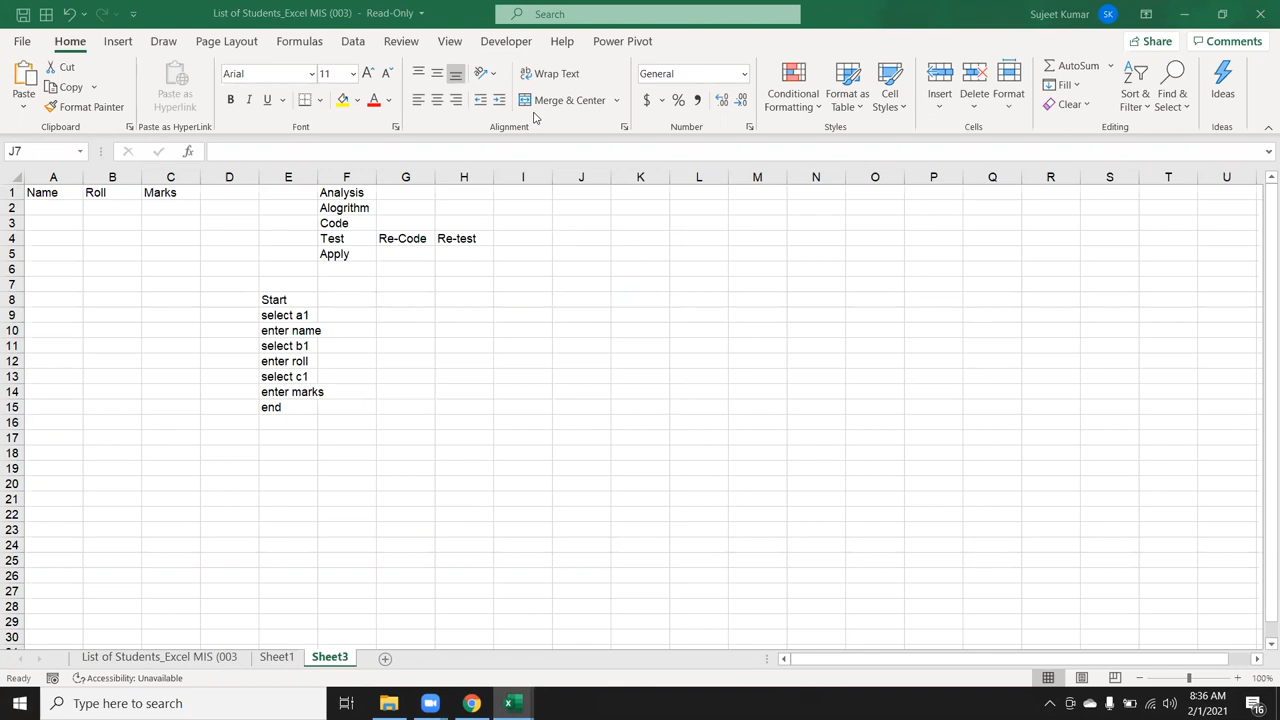 List of Students_Excel MIS (003) - Read-Only
Search
Sujeet Kumar
SK
File Home Insert Draw Page Layout Formulas Data Review View Developer Help Power Pivot
Share
Comments
Paste
Cut
Copy
Format Painter
Clipboard
Paste as
Hyperlink
Paste as HyperLink
Arial 11
B I U
Font
Wrap Text
Merge & Center
Alignment
General
$ % ,
Number
Conditional
Formatting
Format as
Table
Cell
Styles
Styles
Insert
Delete
Format
Cells
AutoSum
Fill
Clear
Sort &
Filter
Find &
Select
Editing
Ideas
Ideas
J7
fx
A B C D E F G H I J K L M N O P Q R S T U
1 Name Roll Marks Analysis
2 Alogrithm
3 Code
4 Test Re-Code Re-test
5 Apply
6
7
8 Start
9 select a1
10 enter name
11 select b1
12 enter roll
13 select c1
14 enter marks
15 end
16
17
18
19
20
21
22
23
24
25
26
27
28
29
30
List of Students_Excel MIS (003 Sheet1 Sheet3
Ready
Accessibility: Unavailable
100%
Type here to search
8:36 AM
2/1/2021
16